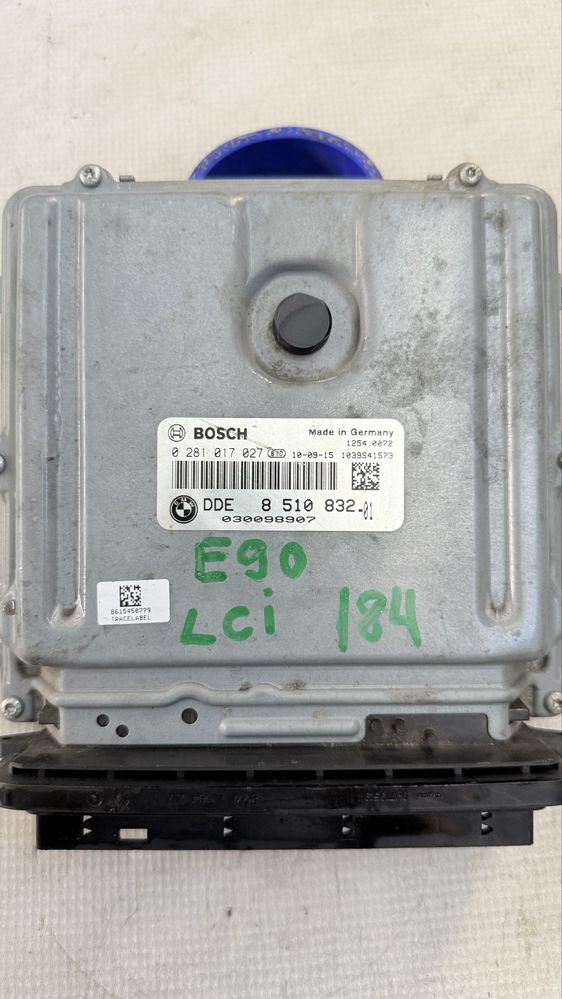 BOSCH
Made in Germany
1254 0072
0 281 017 027
10-09-15 1039S41573
DDE 8 510 832-01
030098907
E90
LCi 184
8615450779
TRACELABEL